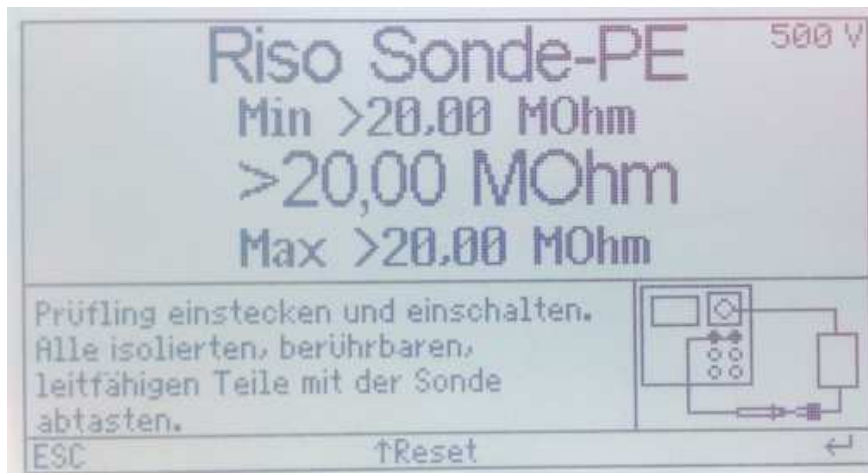 Riso Sonde-PE 500 V
Min >20,00 MOhm
>20,00 MOhm
Max >20,00 MOhm
Prüfling einstecken und einschalten.
Alle isolierten, berührbaren,
leitfähigen Teile mit der Sonde
abtasten.
ESC ↑Reset ↵